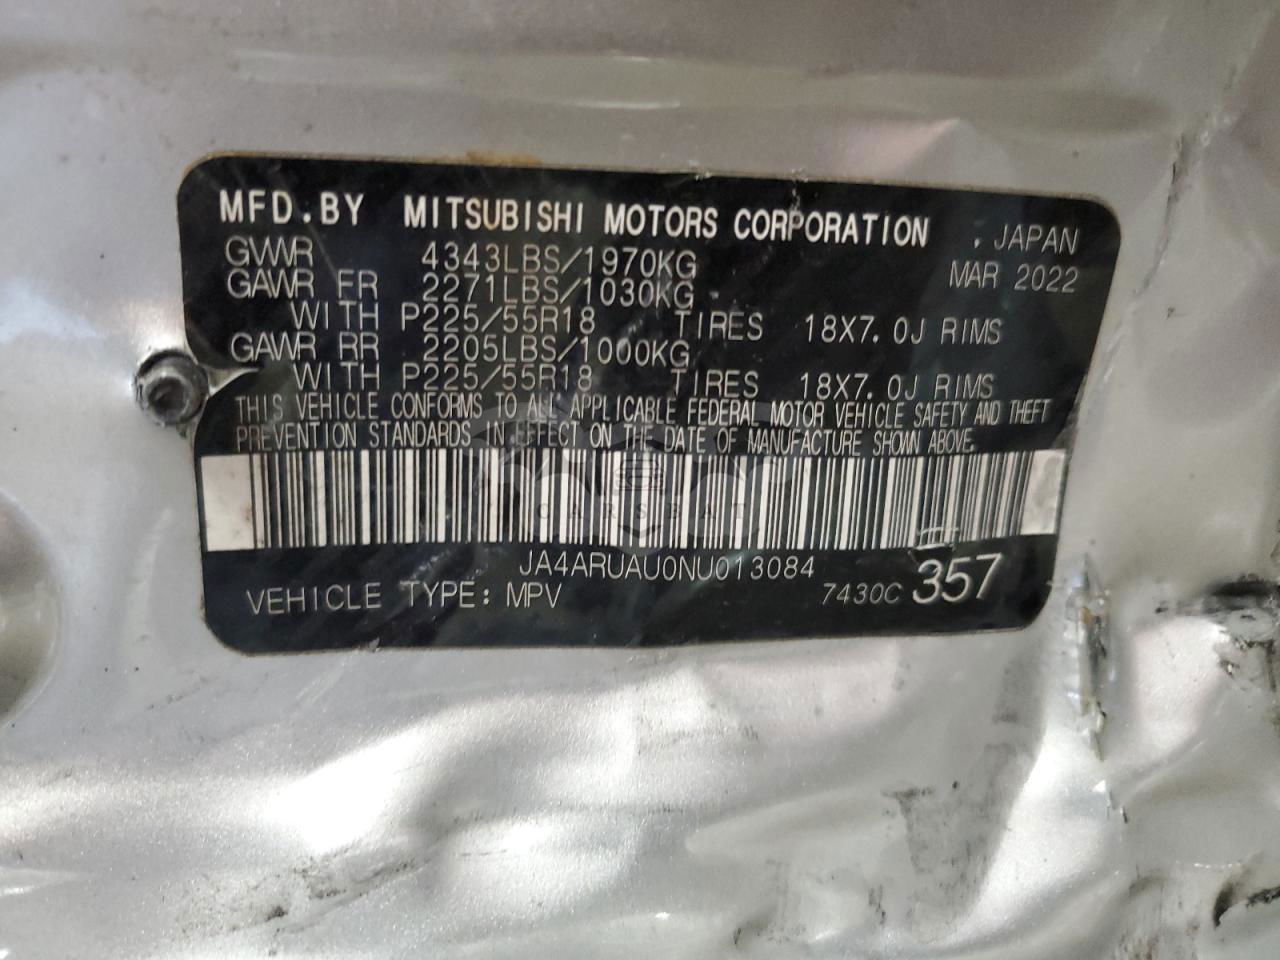 MFD.BY MITSUBISHI MOTORS CORPORATION , JAPAN
GVWR 4343LBS/1970KG MAR 2022
GAWR FR 2271LBS/1030KG
WITH P225/55R18 TIRES 18X7.0J RIMS
GAWR RR 2205LBS/1000KG
WITH P225/55R18 TIRES 18X7.0J RIMS
THIS VEHICLE CONFORMS TO ALL APPLICABLE FEDERAL MOTOR VEHICLE SAFETY AND THEFT
PREVENTION STANDARDS IN EFFECT ON THE DATE OF MANUFACTURE SHOWN ABOVE.
CARSBAT
JA4ARUAU0NU013084
VEHICLE TYPE: MPV 7430C 357